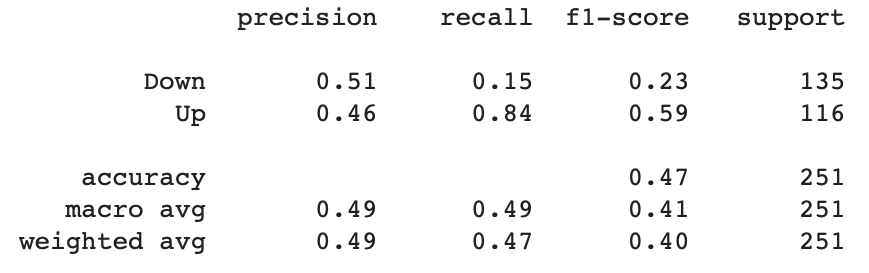 precision recall f1-score support
Down 0.51 0.15 0.23 135
Up 0.46 0.84 0.59 116
accuracy 0.47 251
macro avg 0.49 0.49 0.41 251
weighted avg 0.49 0.47 0.40 251